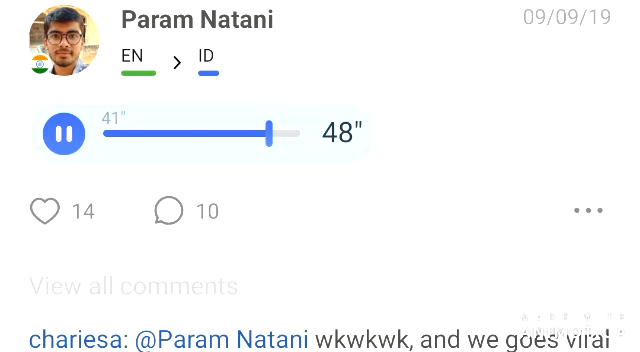 Param Natani
09/09/19
EN > ID
41"
48"
14
10
View all comments
chariesa: @Param Natani wkwkwk, and we goes viral